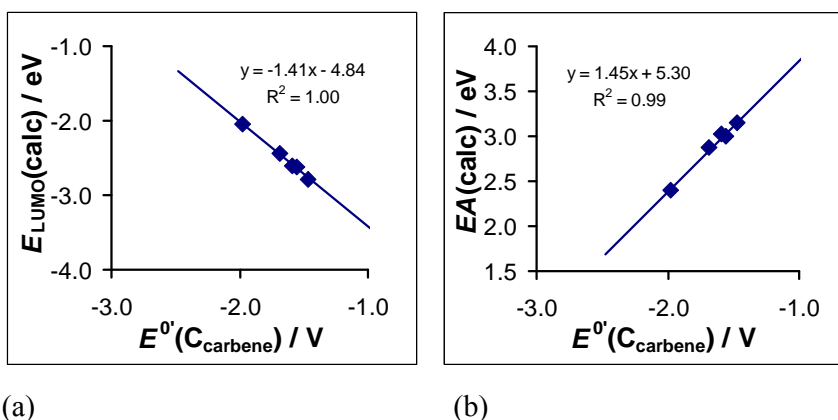 -1.0
-2.0
-3.0
-4.0
-3.0 -2.0 -1.0
E_LUMO(calc) / eV
E^0'(C_carbene) / V
y = -1.41x - 4.84
R² = 1.00
4.0
3.5
3.0
2.5
2.0
1.5
-3.0 -2.0 -1.0
EA(calc) / eV
E^0'(C_carbene) / V
y = 1.45x + 5.30
R² = 0.99
(a) (b)